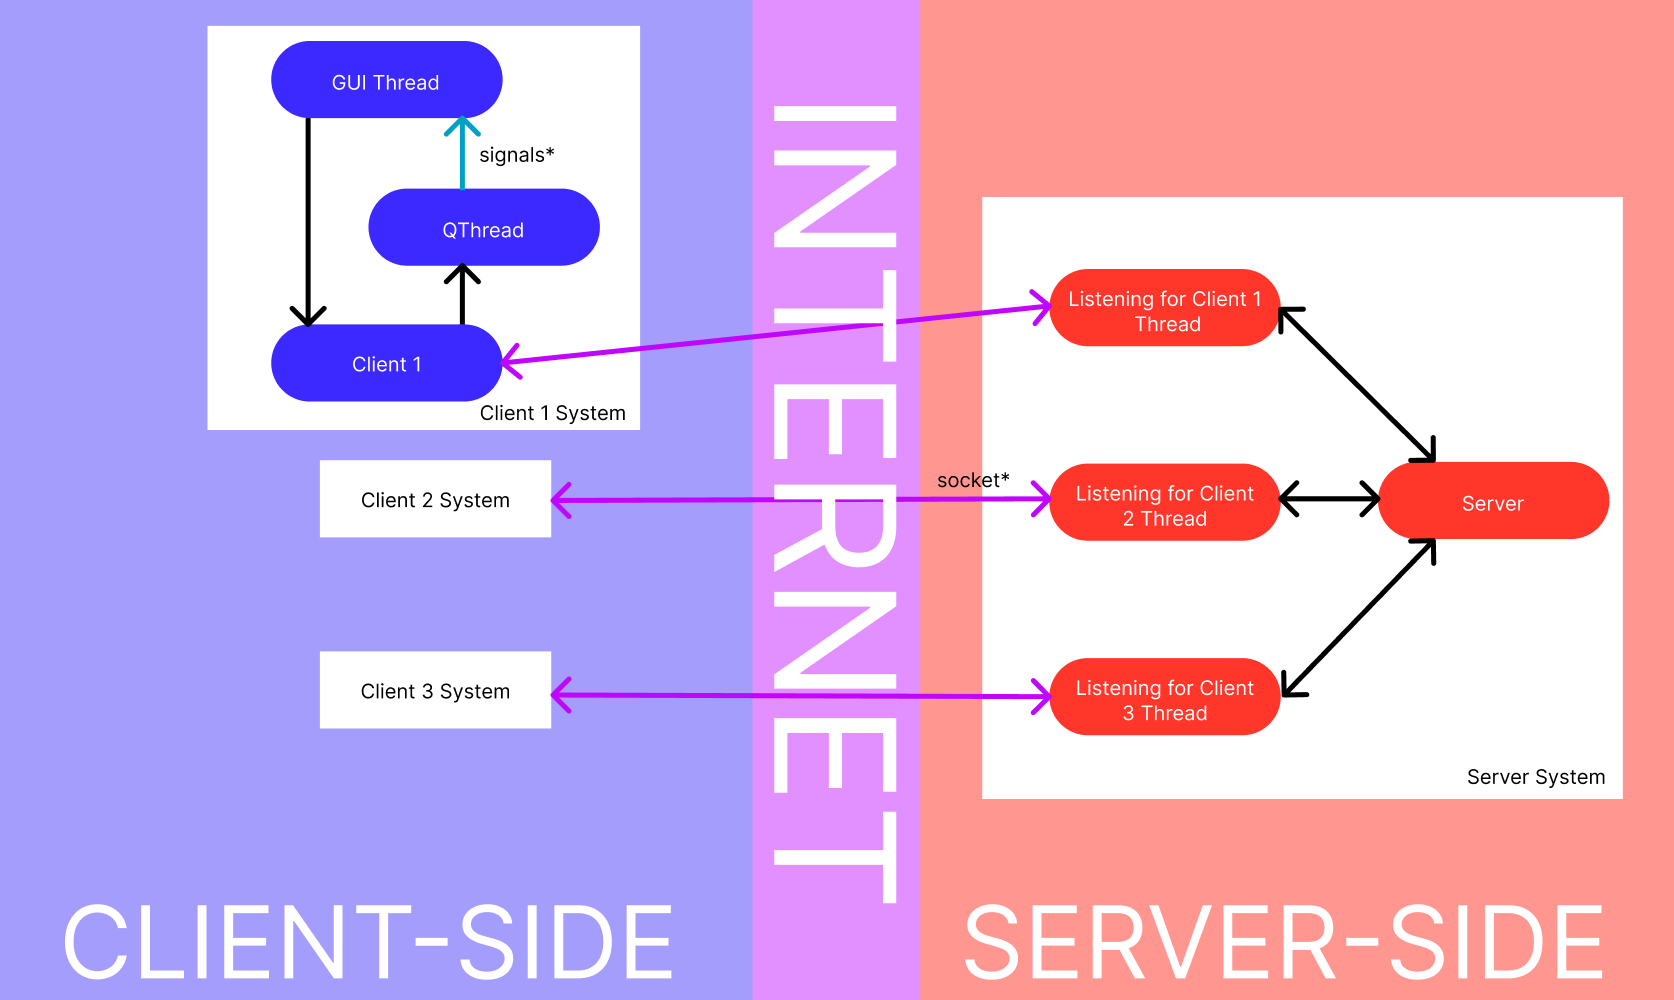 GUI Thread
signals*
QThread
Client 1
Client 1 System
Client 2 System
Client 3 System
INTERNET
socket*
Listening for Client 1
Thread
Listening for Client
2 Thread
Listening for Client
3 Thread
Server
Server System
CLIENT-SIDE
SERVER-SIDE